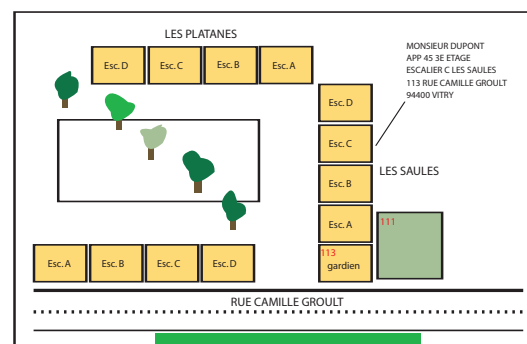 LES PLATANES
Esc. D
Esc. C
Esc. B
Esc. A
MONSIEUR DUPONT
APP 45 3E ETAGE
ESCALIER C LES SAULES
113 RUE CAMILLE GROULT
94400 VITRY
Esc. D
Esc. C
Esc. B
LES SAULES
Esc. A
111
113
gardien
Esc. A
Esc. B
Esc. C
Esc. D
RUE CAMILLE GROULT